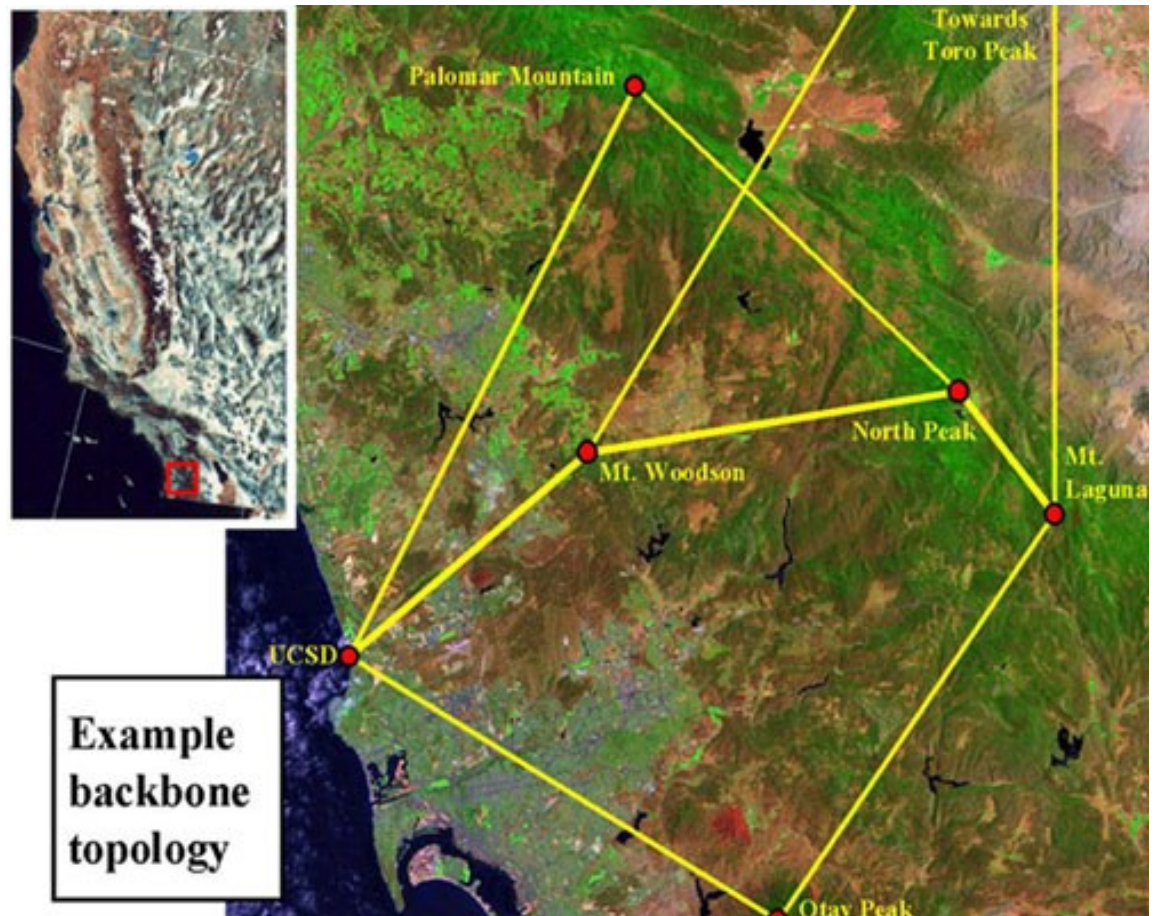 Towards
Toro Peak
Palomar Mountain
North Peak
Mt. Woodson
Mt.
Laguna
UCSD
Example
backbone
topology
Otay Peak